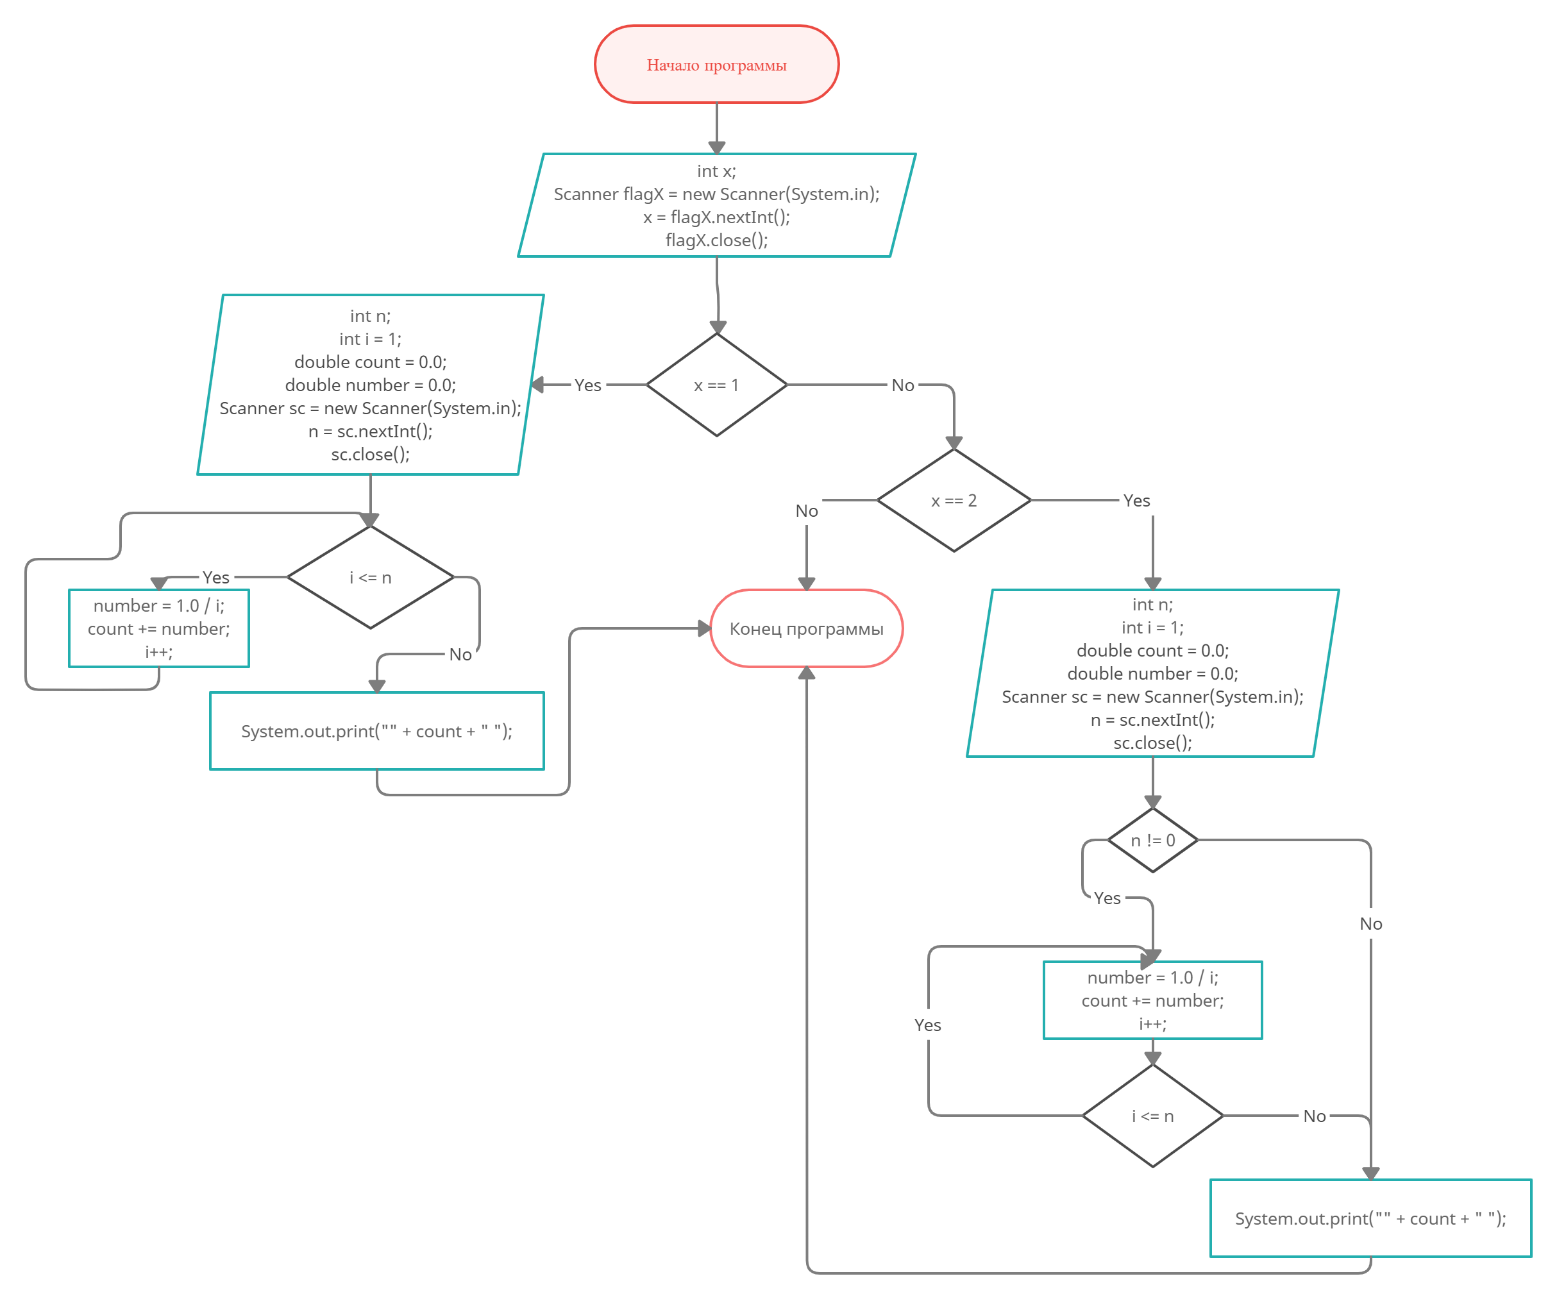 Начало программы
int x;
Scanner flagX = new Scanner(System.in);
x = flagX.nextInt();
flagX.close();
x == 1
Yes
No
int n;
int i = 1;
double count = 0.0;
double number = 0.0;
Scanner sc = new Scanner(System.in);
n = sc.nextInt();
sc.close();
i <= n
Yes
number = 1.0 / i;
count += number;
i++;
No
System.out.print("" + count + " ");
x == 2
No
Yes
Конец программы
int n;
int i = 1;
double count = 0.0;
double number = 0.0;
Scanner sc = new Scanner(System.in);
n = sc.nextInt();
sc.close();
n != 0
Yes
No
number = 1.0 / i;
count += number;
i++;
Yes
i <= n
No
System.out.print("" + count + " ");